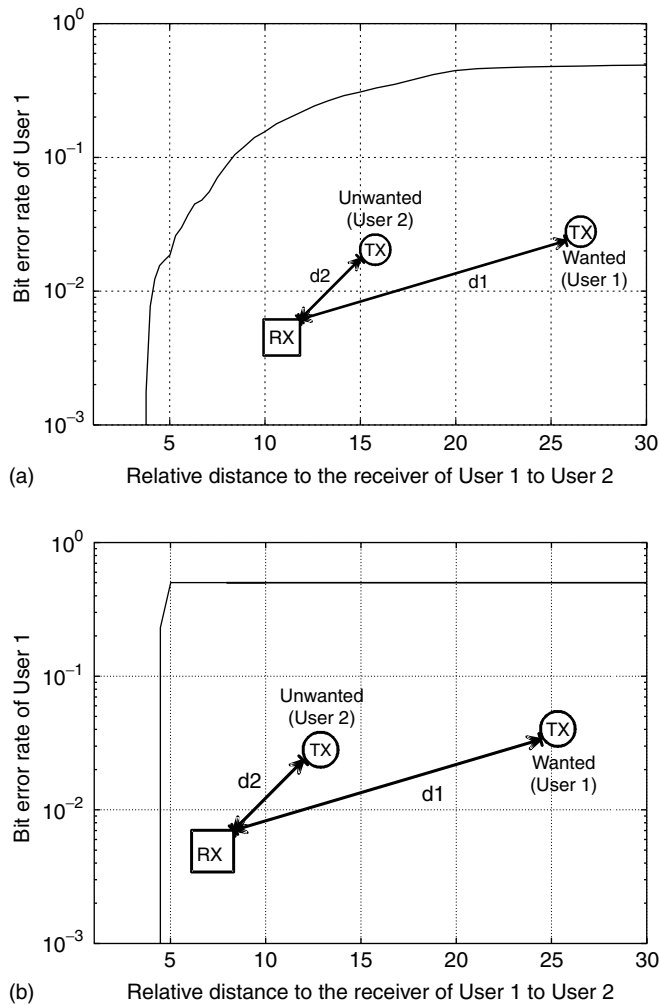 10^0
10^−1
10^−2
10^−3
Bit error rate of User 1
Unwanted
(User 2)
TX
TX
Wanted
(User 1)
d2
d1
RX
5 10 15 20 25 30
(a) Relative distance to the receiver of User 1 to User 2
10^0
10^−1
10^−2
10^−3
Bit error rate of User 1
Unwanted
(User 2)
TX
TX
Wanted
(User 1)
d2
d1
RX
5 10 15 20 25 30
(b) Relative distance to the receiver of User 1 to User 2